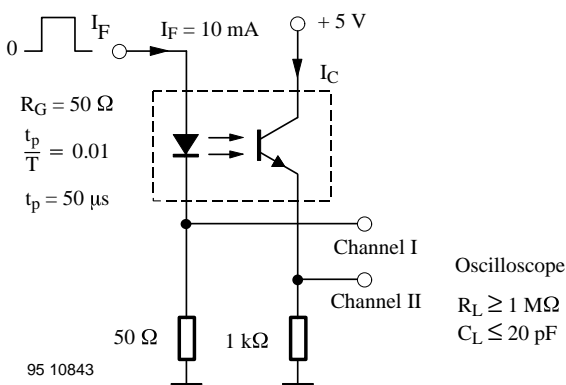 0
I_F
I_F = 10 mA
+ 5 V
I_C
R_G = 50 Ω
t_p
T
= 0.01
t_p = 50 μs
Channel I
Channel II
Oscilloscope
R_L ≥ 1 MΩ
C_L ≤ 20 pF
50 Ω
1 kΩ
95 10843